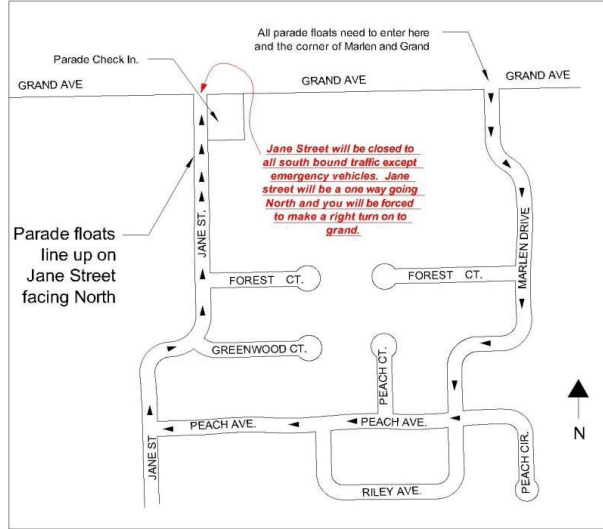 All parade floats need to enter here
and the corner of Marlen and Grand
Parade Check In.
GRAND AVE
GRAND AVE
GRAND AVE
Jane Street will be closed to
all south bound traffic except
emergency vehicles. Jane
street will be a one way going
North and you will be forced
to make a right turn on to
grand.
JANE ST.
MARLEN DRIVE
Parade floats
line up on
Jane Street
facing North
FOREST CT.
FOREST CT.
GREENWOOD CT.
PEACH CT.
PEACH AVE.
PEACH AVE.
JANE ST
PEACH CIR.
RILEY AVE.
N